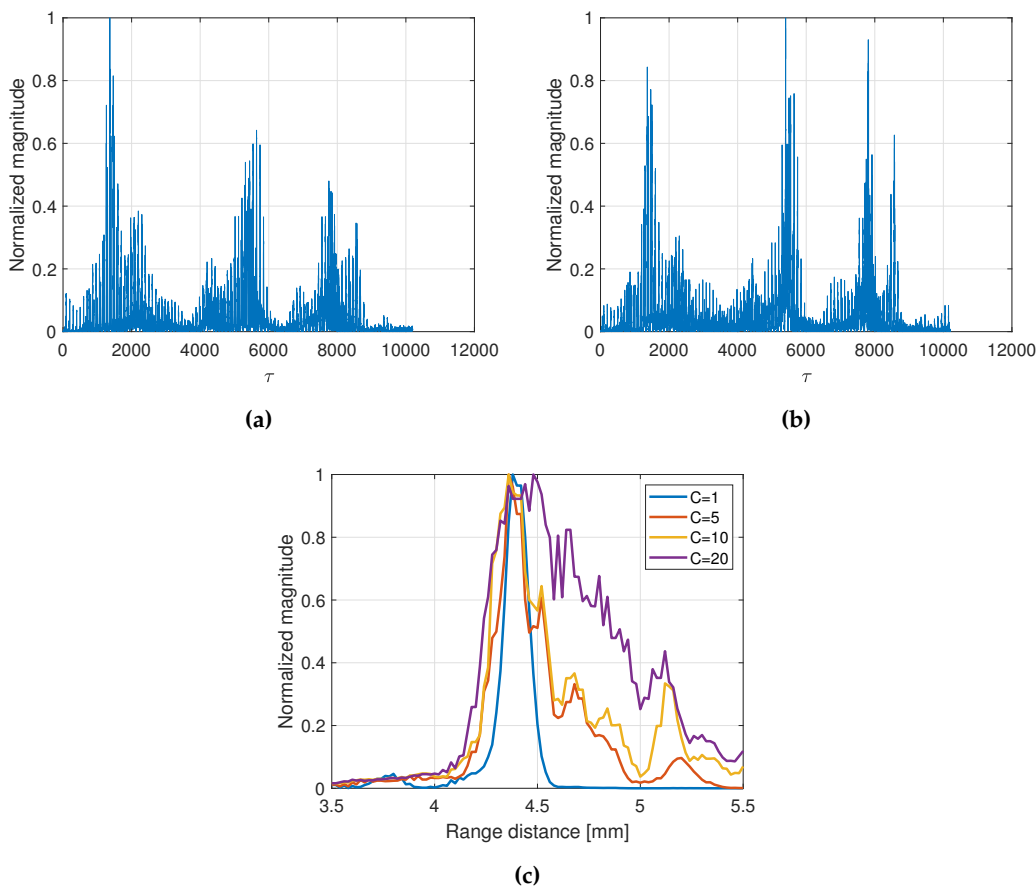 1
0.8
0.6
0.4
0.2
0
Normalized magnitude
0 2000 4000 6000 8000 10000 12000
τ
(a)
1
0.8
0.6
0.4
0.2
0
Normalized magnitude
0 2000 4000 6000 8000 10000 12000
τ
(b)
1
0.8
0.6
0.4
0.2
0
Normalized magnitude
C=1
C=5
C=10
C=20
3.5 4 4.5 5 5.5
Range distance [mm]
(c)